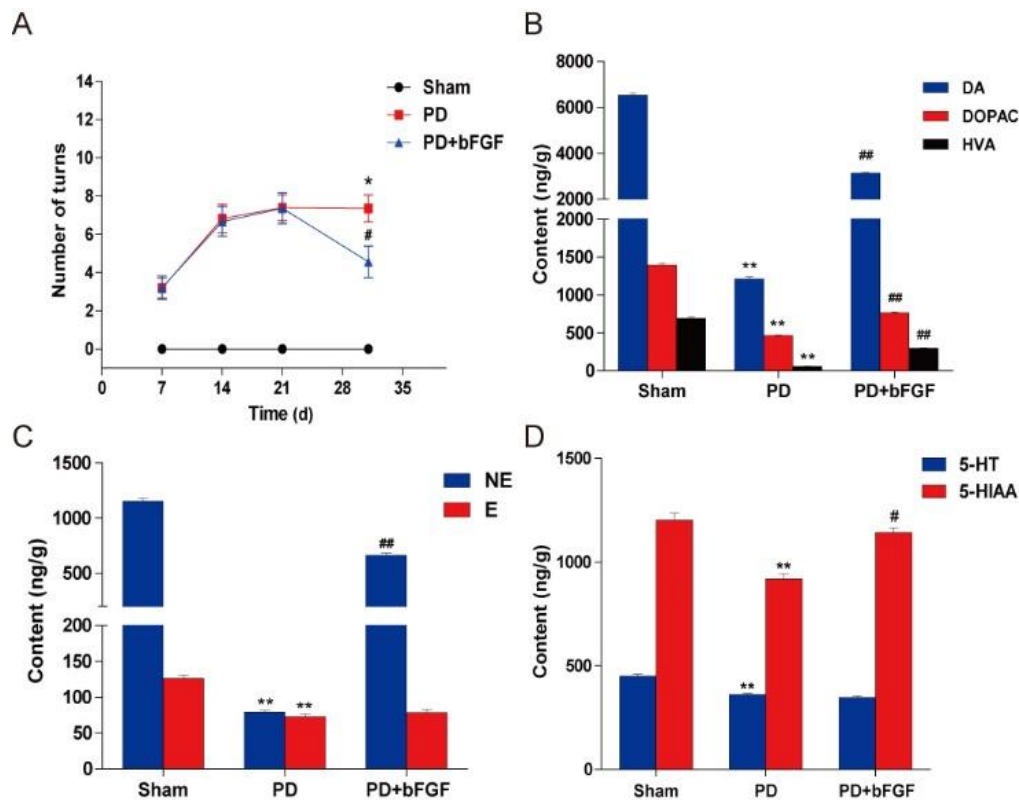 A
Number of turns
14
12
10
8
6
4
2
0
0 7 14 21 28 35
Time (d)
Sham
PD
PD+bFGF
*
#
B
Content (ng/g)
8000
6000
4000
2000
2000
1500
1000
500
0
DA
DOPAC
HVA
** ** **
## ## ##
Sham PD PD+bFGF
C
Content (ng/g)
1500
1000
500
200
150
100
50
0
NE
E
** **
##
Sham PD PD+bFGF
D
Content (ng/g)
1500
1000
500
0
5-HT
5-HIAA
** **
#
Sham PD PD+bFGF